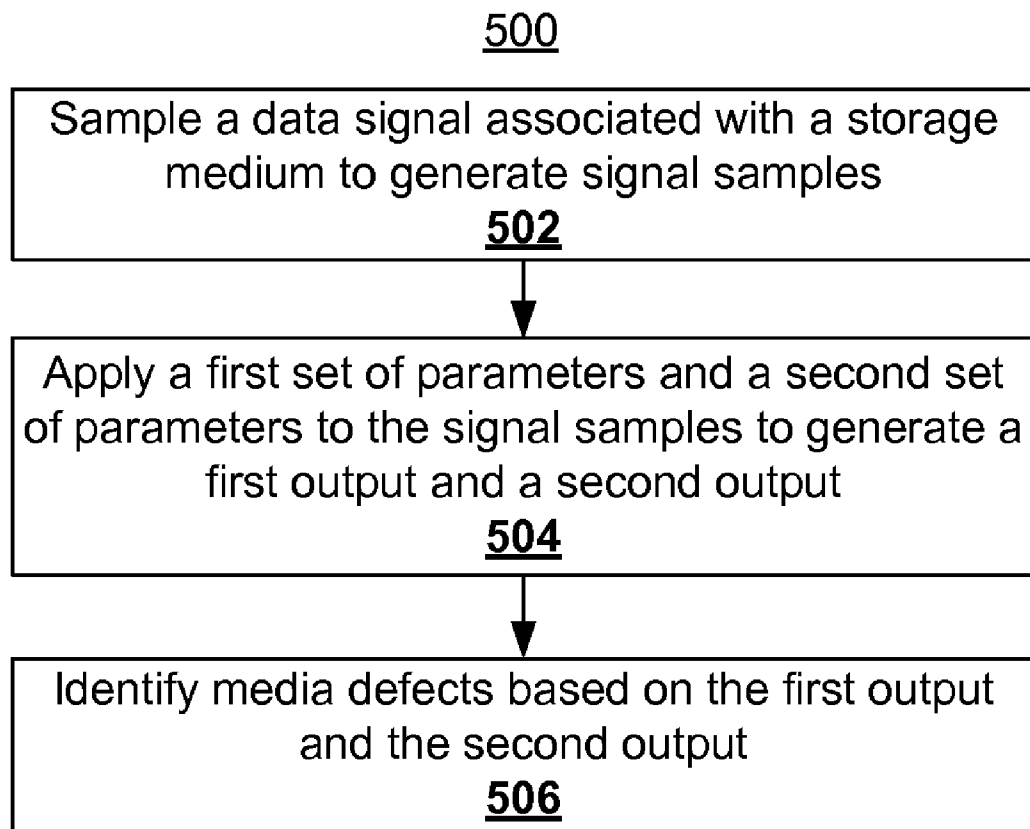 500
Sample a data signal associated with a storage
medium to generate signal samples
502
Apply a first set of parameters and a second set
of parameters to the signal samples to generate a
first output and a second output
504
Identify media defects based on the first output
and the second output
506